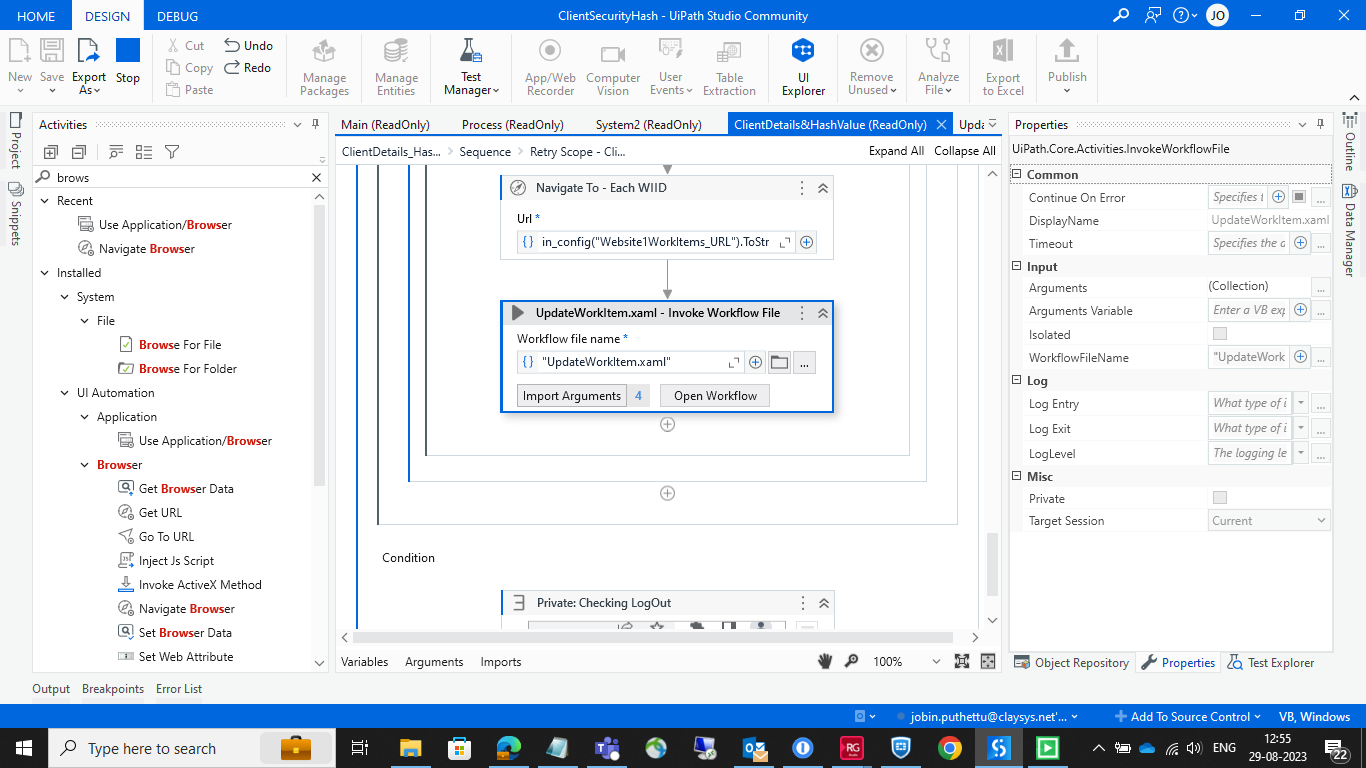 HOME
DESIGN
DEBUG
ClientSecurityHash - UiPath Studio Community
JO
New
Save
Export As
Stop
Cut
Copy
Paste
Undo
Redo
Manage Packages
Manage Entities
Test Manager
App/Web Recorder
Computer Vision
User Events
Table Extraction
UI Explorer
Remove Unused
Analyze File
Export to Excel
Publish
Project
Snippets
Activities
brows
Recent
Use Application/Browser
Navigate Browser
Installed
System
File
Browse For File
Browse For Folder
UI Automation
Application
Use Application/Browser
Browser
Get Browser Data
Get URL
Go To URL
Inject Js Script
Invoke ActiveX Method
Navigate Browser
Set Browser Data
Set Web Attribute
Main (ReadOnly)
Process (ReadOnly)
System2 (ReadOnly)
ClientDetails&HashValue (ReadOnly)
Upda
ClientDetails_Has...
Sequence
Retry Scope - Cli...
Expand All
Collapse All
Navigate To - Each WIID
Url *
in_config("Website1WorkItems_URL").ToStr
UpdateWorkItem.xaml - Invoke Workflow File
Workflow file name *
"UpdateWorkItem.xaml"
...
Import Arguments
4
Open Workflow
Condition
Private: Checking LogOut
Variables
Arguments
Imports
100%
Properties
UiPath.Core.Activities.InvokeWorkflowFile
Common
Continue On Error
Specifies t
...
DisplayName
UpdateWorkItem.xaml
Timeout
Specifies the d
...
Input
Arguments
(Collection)
...
Arguments Variable
Enter a VB exp
...
Isolated
WorkflowFileName
"UpdateWork
...
Log
Log Entry
What type of i
...
Log Exit
What type of i
...
LogLevel
The logging le
...
Misc
Private
Target Session
Current
Outline
Data Manager
Object Repository
Properties
Test Explorer
Output
Breakpoints
Error List
jobin.puthettu@claysys.net'...
Add To Source Control
VB, Windows
Type here to search
RG
ENG
12:55
29-08-2023
22